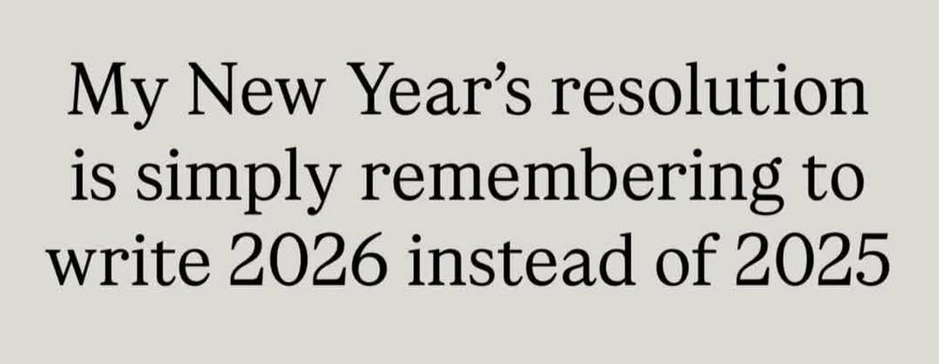 My New Year’s resolution
is simply remembering to
write 2026 instead of 2025